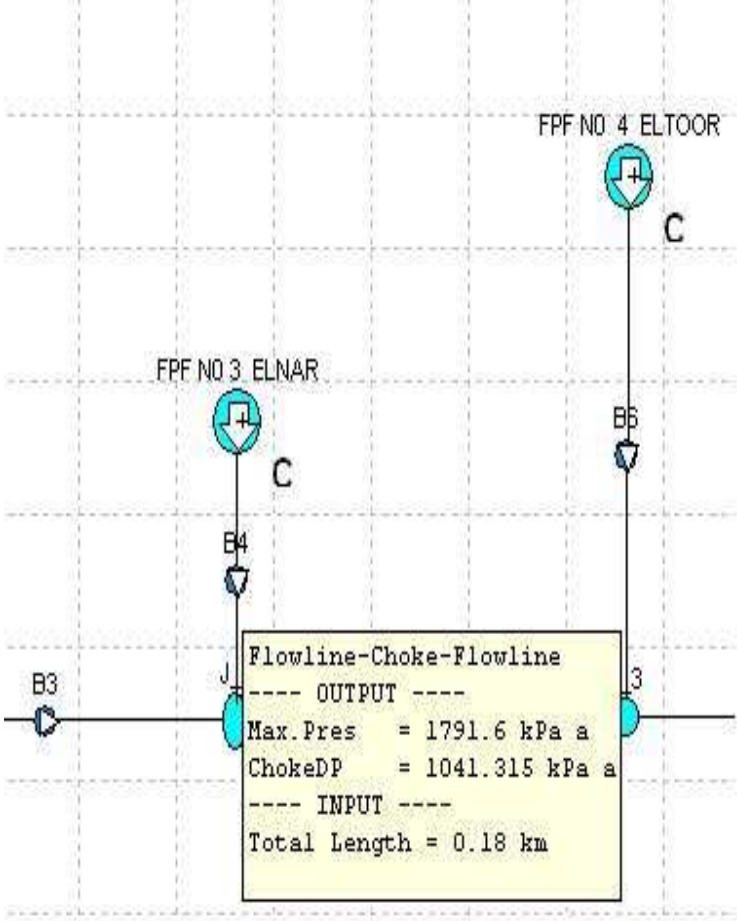 FPF NO 4 ELTOOR
C
FPF NO 3 ELNAR
C
B6
B4
B3
J
3
Flowline-Choke-Flowline
---- OUTPUT ----
Max.Pres = 1791.6 kPa a
ChokeDP = 1041.315 kPa a
---- INPUT ----
Total Length = 0.18 km